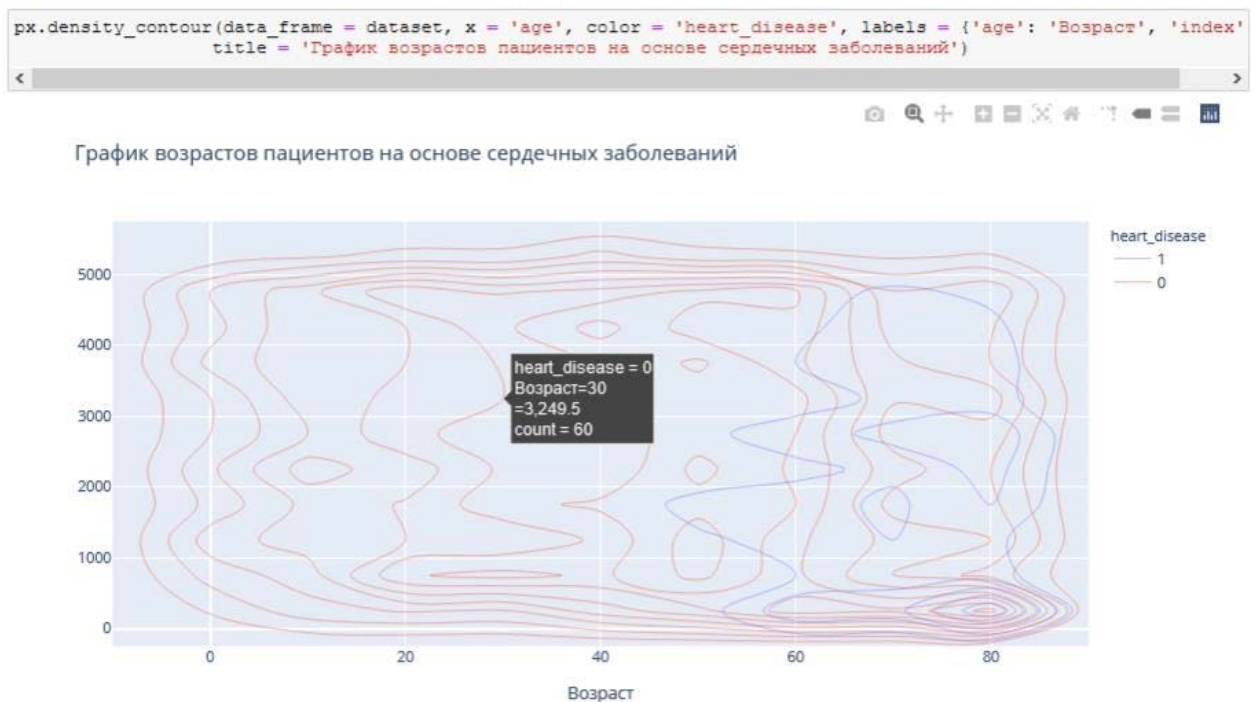 px.density_contour(data_frame = dataset, x = 'age', color = 'heart_disease', labels = {'age': 'Возраст', 'index'
title = 'График возрастов пациентов на основе сердечных заболеваний')
График возрастов пациентов на основе сердечных заболеваний
heart_disease
1
0
5000
4000
3000
2000
1000
0
heart_disease = 0
Возраст=30
=3,249.5
count = 60
0
20
40
60
80
Возраст